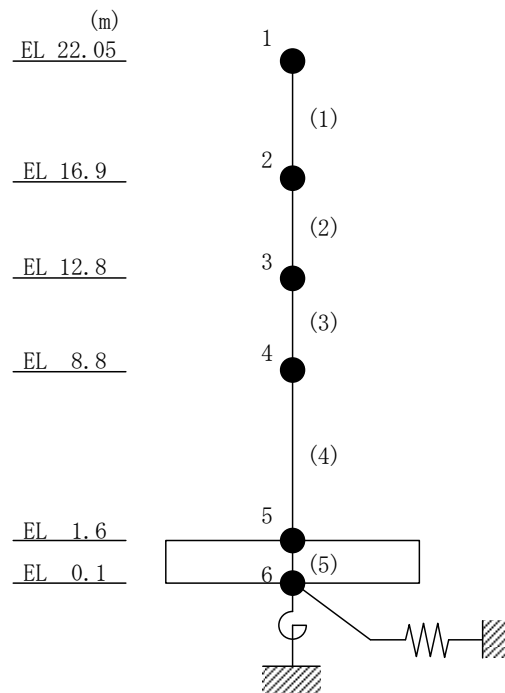 (m)
EL 22.05
1
(1)
EL 16.9
2
(2)
EL 12.8
3
(3)
EL 8.8
4
(4)
EL 1.6
5
EL 0.1
6
(5)